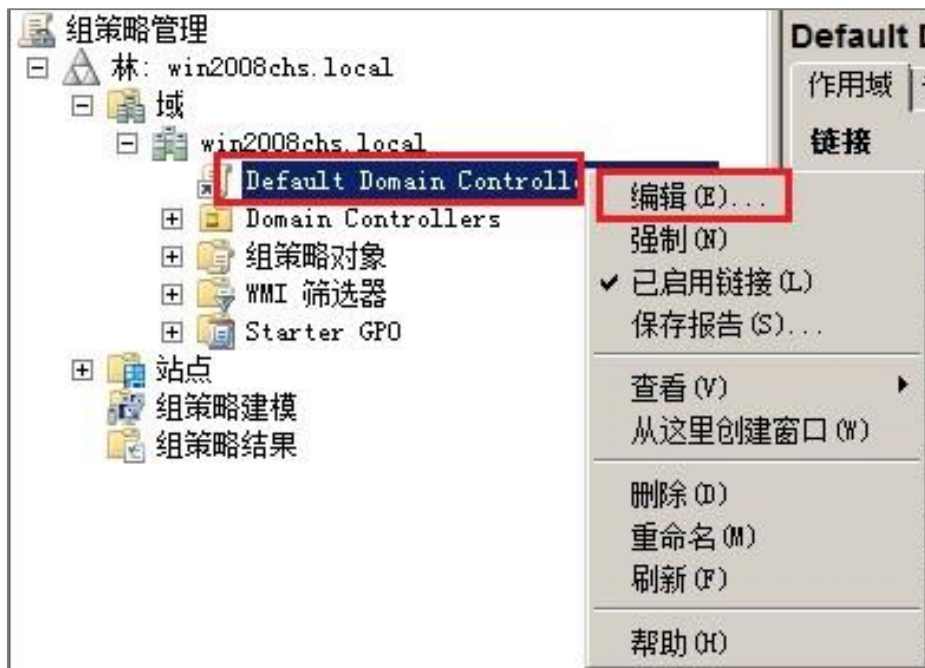 组策略管理
林: win2008chs.local
域
win2008chs.local
Default Domain Controlle
Domain Controllers
组策略对象
WMI 筛选器
Starter GPO
站点
组策略建模
组策略结果
Default
作用域
链接
编辑(E)...
强制(N)
已启用链接(L)
保存报告(S)...
查看(V)
从这里创建窗口(W)
删除(D)
重命名(M)
刷新(F)
帮助(H)